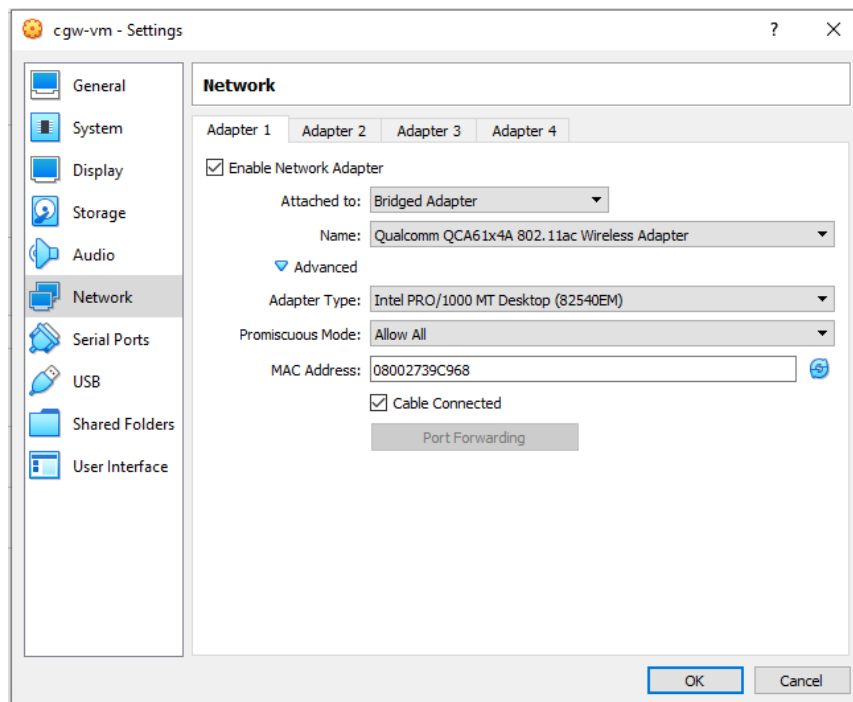 cgw-vm - Settings
?
General
System
Display
Storage
Audio
Network
Serial Ports
USB
Shared Folders
User Interface
Network
Adapter 1 Adapter 2 Adapter 3 Adapter 4
Enable Network Adapter
Attached to: Bridged Adapter
Name: Qualcomm QCA61x4A 802.11ac Wireless Adapter
Advanced
Adapter Type: Intel PRO/1000 MT Desktop (82540EM)
Promiscuous Mode: Allow All
MAC Address: 08002739C968
Cable Connected
Port Forwarding
OK Cancel